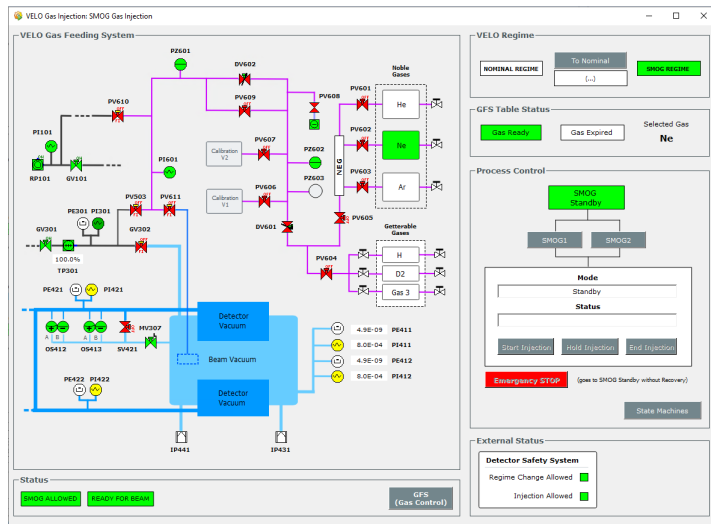 VELO Gas Injection: SMOG Gas Injection
VELO Gas Feeding System
PZ601
DV602
PV609
PV608
PV610
PI101
RP101
GV101
PI601
Calibration
V2
PV607
PZ602
PZ603
Calibration
V1
PV606
DV601
PV503
PV611
PE301
PI301
GV301
GV302
100.0%
TP301
Noble
Gases
PV601
He
PV602
Ne
PV603
Ar
NEG
PV605
Getterable
Gases
PV604
H
D2
Gas 3
PE421
PI421
A
B
A
B
OS412
OS413
SV421
MV307
PE422
PI422
Detector
Vacuum
Beam Vacuum
Detector
Vacuum
4.9E-09
PE411
8.0E-04
PI411
4.9E-09
PE412
8.0E-04
PI412
IP441
IP431
Status
SMOG ALLOWED
READY FOR BEAM
GFS
(Gas Control)
VELO Regime
NOMINAL REGIME
To Nominal
(...)
SMOG REGIME
GFS Table Status
Gas Ready
Gas Expired
Selected Gas
Ne
Process Control
SMOG
Standby
SMOG1
SMOG2
Mode
Standby
Status
Start Injection
Hold Injection
End Injection
Emergency STOP
(goes to SMOG Standby without Recovery)
State Machines
External Status
Detector Safety System
Regime Change Allowed
Injection Allowed